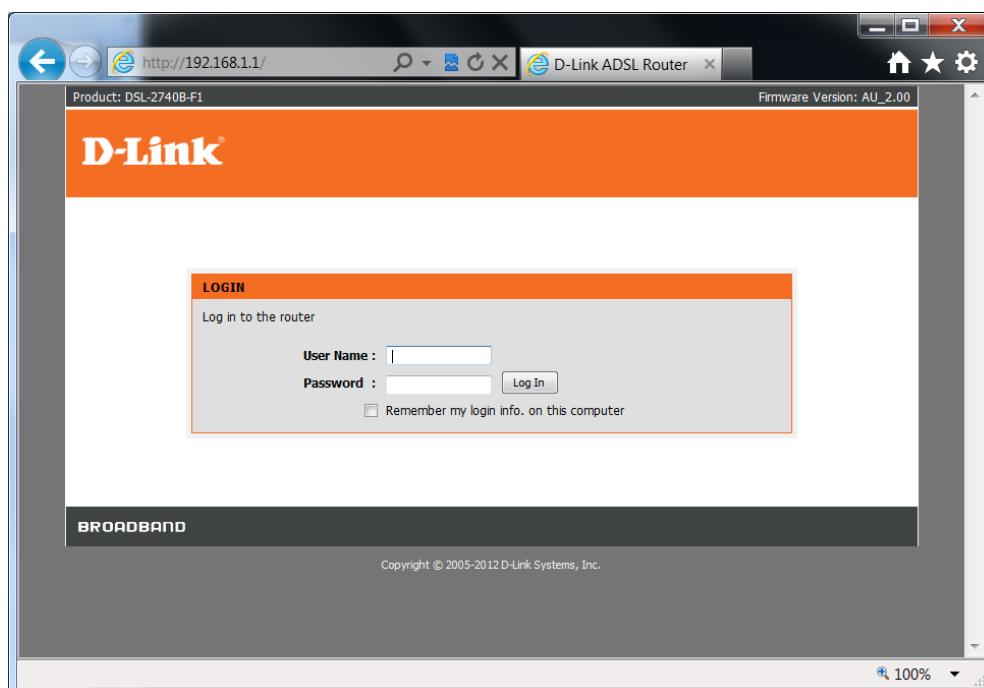 http://192.168.1.1/
D-Link ADSL Router
Product: DSL-2740B-F1
Firmware Version: AU_2.00
D-Link®
LOGIN
Log in to the router
User Name :
Password :
Log In
Remember my login info. on this computer
BROADBAND
Copyright © 2005-2012 D-Link Systems, Inc.
100%